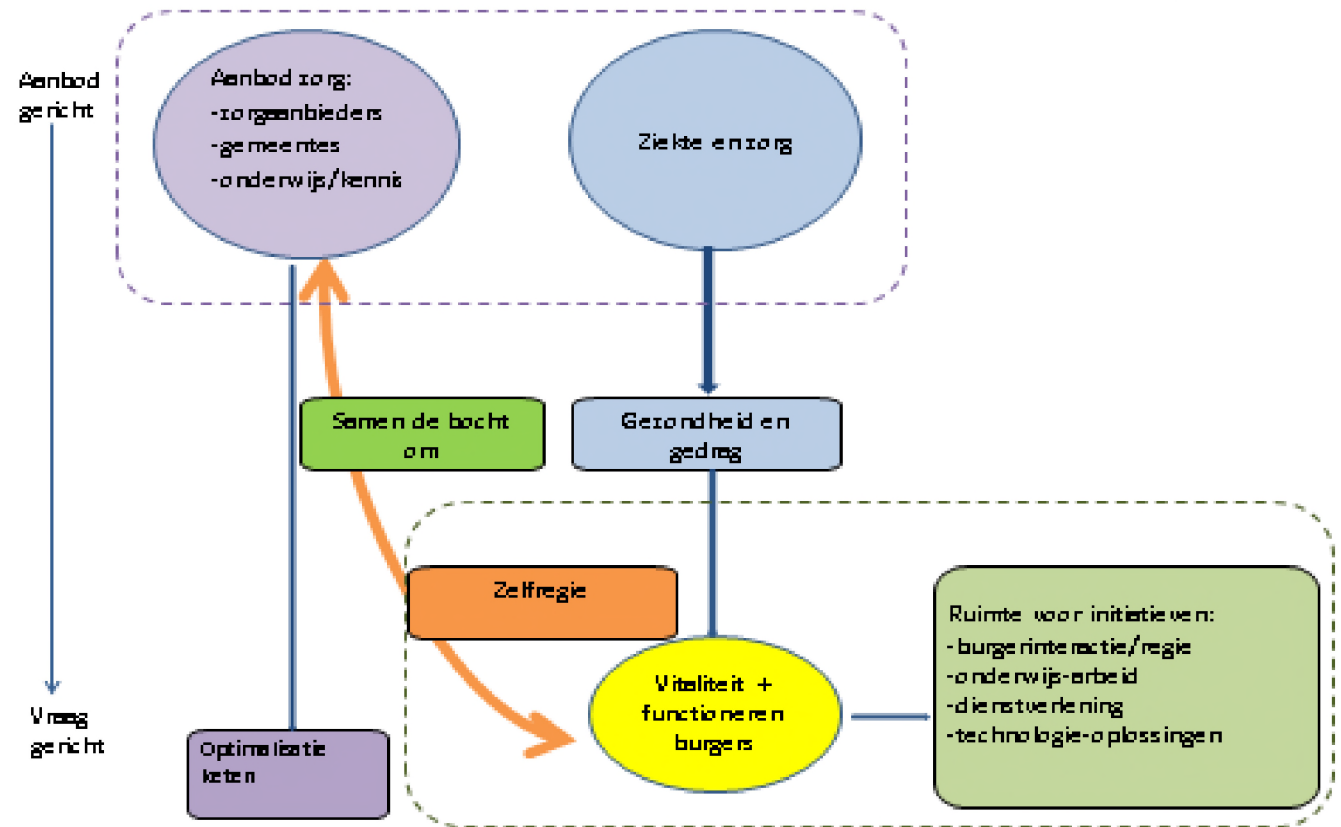 Aanbod
gericht
Aanbod zorg:
-zorgaanbieders
-gemeentes
-onderwijs/kennis
Ziekte en zorg
Samen de bocht
om
Gezondheid en
gedrag
Zelfregie
Vitaliteit +
functioneren
burgers
Ruimte voor initiatieven:
-burgerinteractie/regie
-onderwijs-arbeid
-dienstverlening
-technologie-oplossingen
Vraag
gericht
Optimalisatie
keten